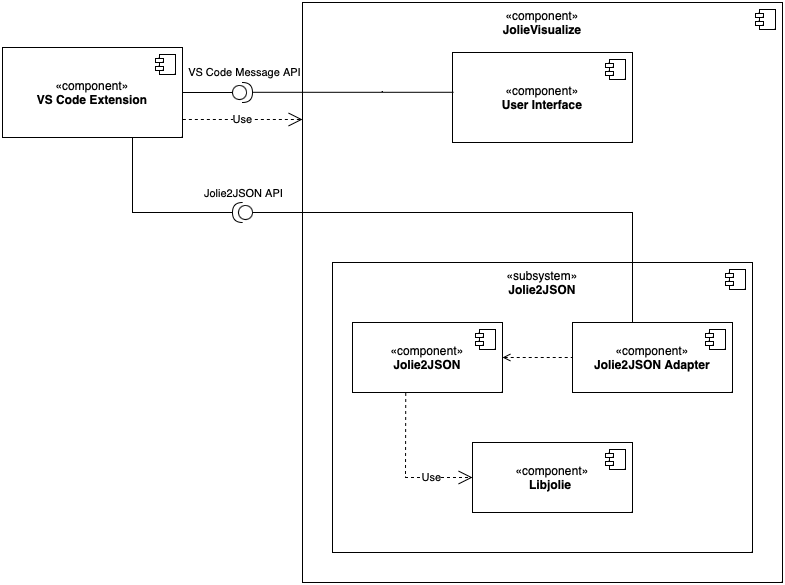 «component»
JolieVisualize
«component»
VS Code Extension
VS Code Message API
«component»
User Interface
Use
Jolie2JSON API
«subsystem»
Jolie2JSON
«component»
Jolie2JSON
«component»
Jolie2JSON Adapter
Use
«component»
Libjolie